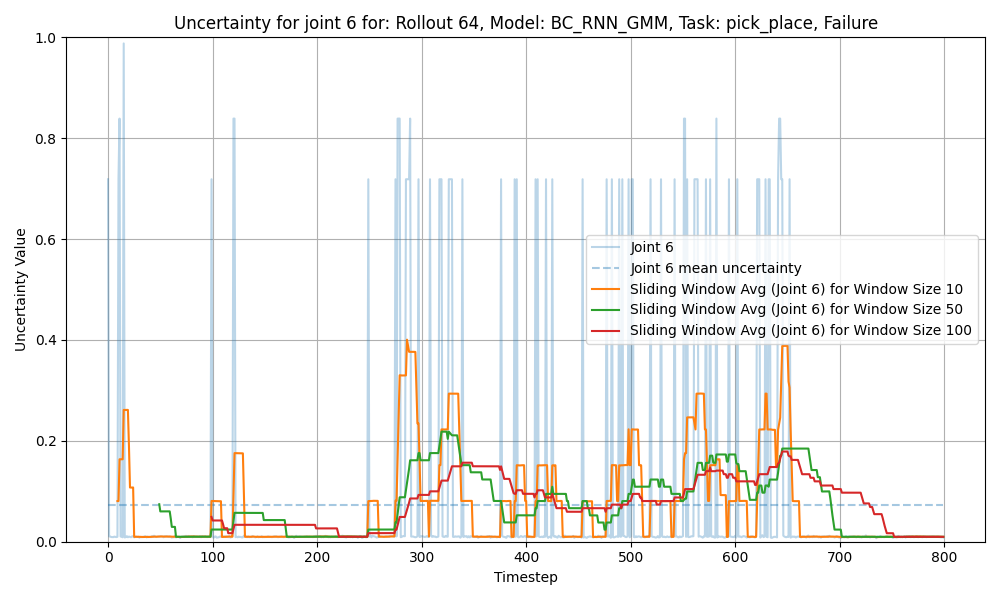 Uncertainty for joint 6 for: Rollout 64, Model: BC_RNN_GMM, Task: pick_place, Failure
Uncertainty Value
1.0
0.8
0.6
0.4
0.2
0.0
Joint 6
Joint 6 mean uncertainty
Sliding Window Avg (Joint 6) for Window Size 10
Sliding Window Avg (Joint 6) for Window Size 50
Sliding Window Avg (Joint 6) for Window Size 100
0 100 200 300 400 500 600 700 800
Timestep